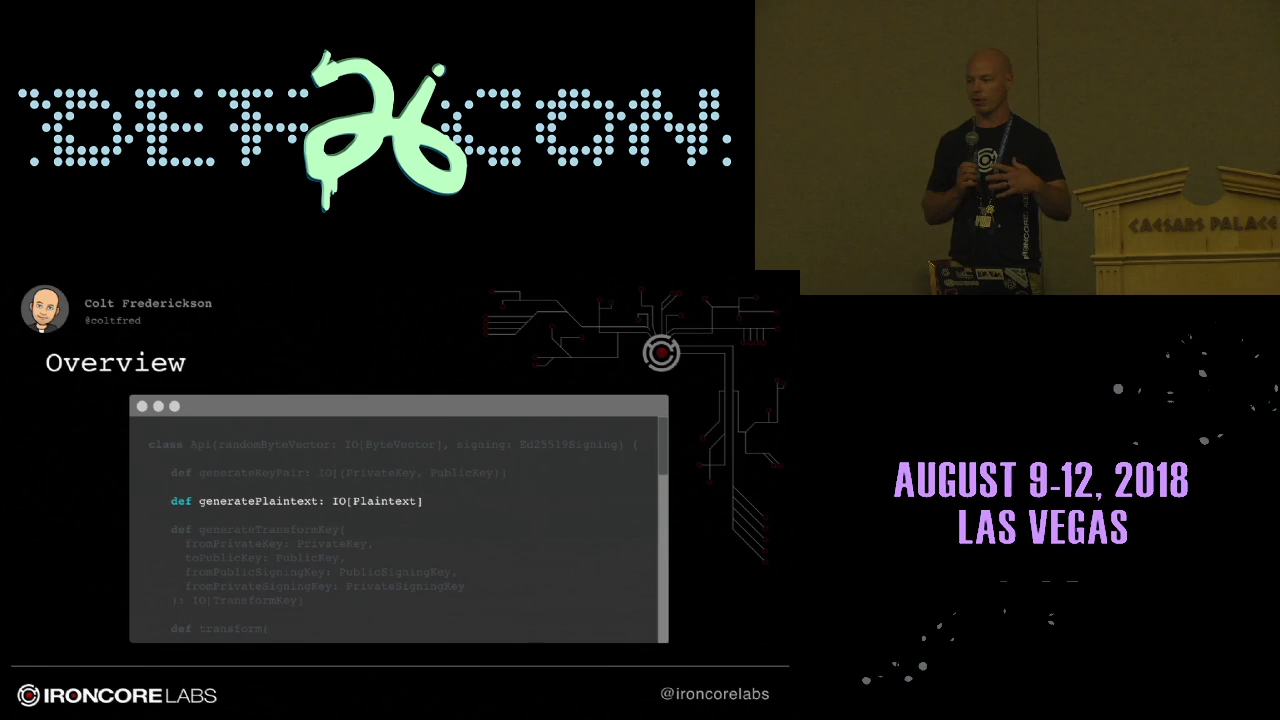 DEF 26 CON
CAESARS PALACE
Colt Frederickson
@coltfred
Overview
class Api(randomByteVector: IO[ByteVector], signing: Ed25519Signing) {
def generateKeyPair: IO[(PrivateKey, PublicKey)]
def generatePlaintext: IO[Plaintext]
def generateTransformKey(
fromPrivateKey: PrivateKey,
toPublicKey: PublicKey,
fromPublicSigningKey: PublicSigningKey,
fromPrivateSigningKey: PrivateSigningKey
): IO[TransformKey]
def transform(
AUGUST 9-12, 2018
LAS VEGAS
IRONCORE LABS
@ironcorelabs